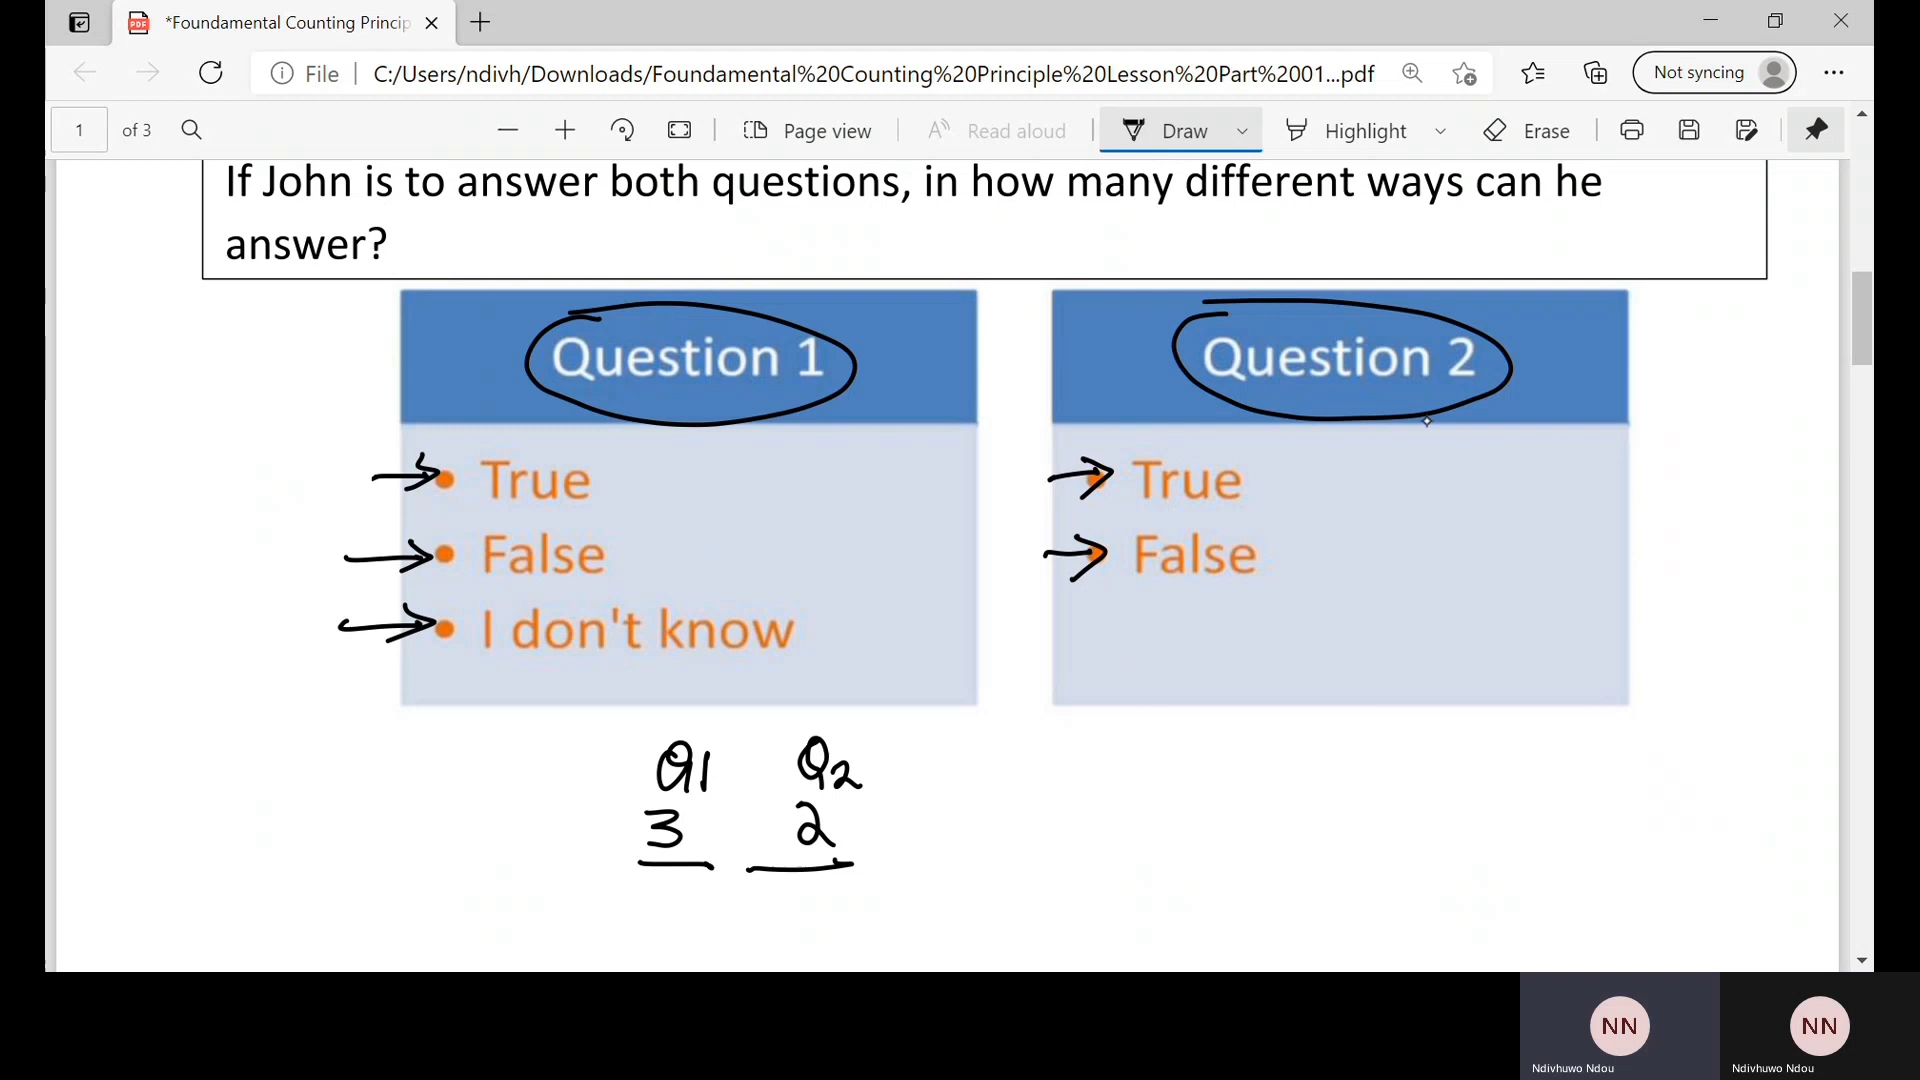 *Foundamental Counting Princip
File
C:/Users/ndivh/Downloads/Foundamental%20Counting%20Principle%20Lesson%20Part%2001...pdf
Not syncing
1 of 3
Page view
Read aloud
Draw
Highlight
Erase
If John is to answer both questions, in how many different ways can he
answer?
Question 1
Question 2
• True
• True
• False
• False
• I don't know
Q1 Q2
3 2
NN
NN
Ndivhuwo Ndou
Ndivhuwo Ndou